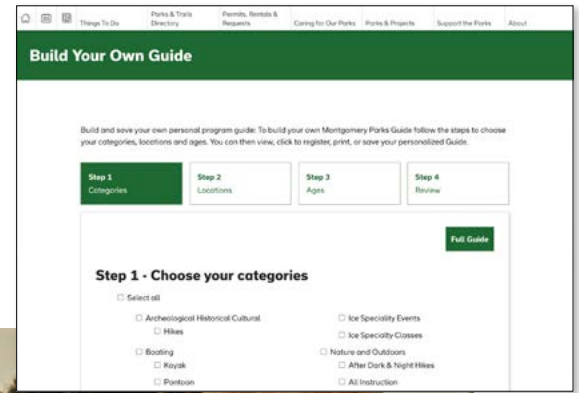 Things To Do
Parks & Trails
Directory
Permits, Rentals &
Requests
Caring for Our Parks
Parks & Projects
Support the Parks
About
Build Your Own Guide
Build and save your own personal program guide: To build your own Montgomery Parks Guide follow the steps to choose
your categories, locations and ages. You can then view, click to register, print, or save your personalized Guide.
Step 1
Categories
Step 2
Locations
Step 3
Ages
Step 4
Review
Full Guide
Step 1 - Choose your categories
Select all
Archeological Historical Cultural
Hikes
Boating
Kayak
Pontoon
Ice Speciality Events
Ice Specialty Classes
Nature and Outdoors
After Dark & Night Hikes
All Instruction